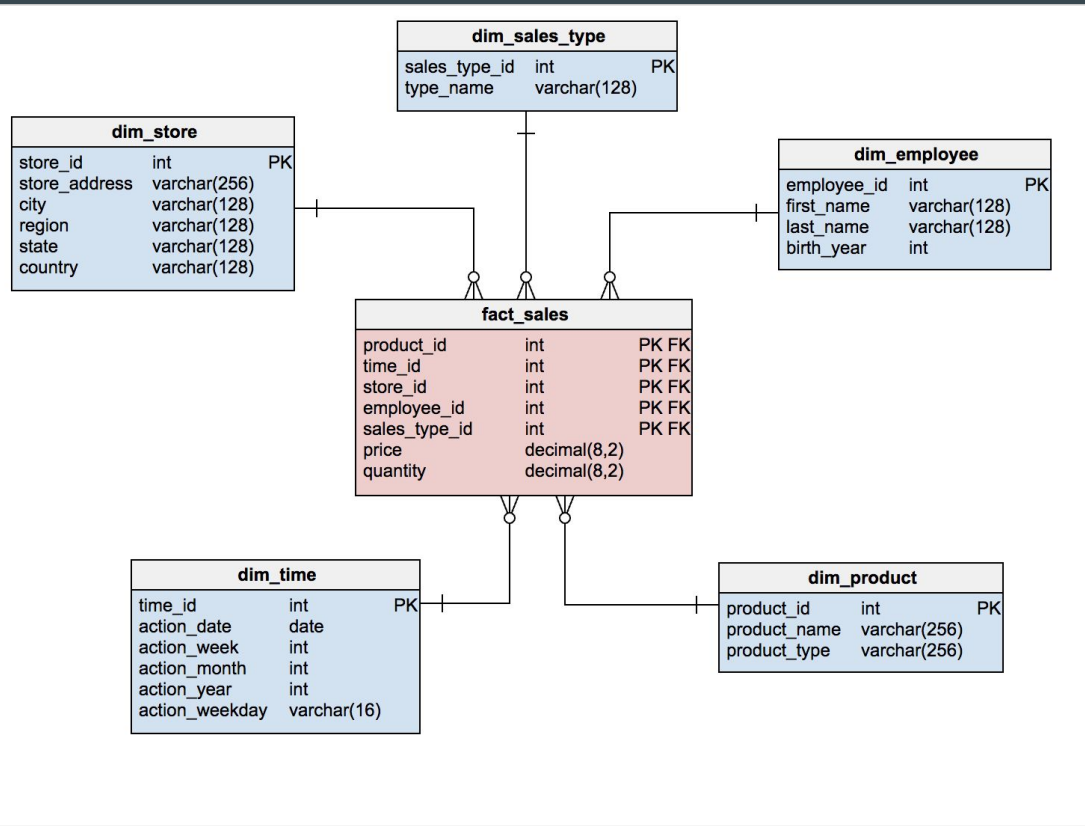 dim_sales_type
sales_type_id int PK
type_name varchar(128)
dim_store
store_id int PK
store_address varchar(256)
city varchar(128)
region varchar(128)
state varchar(128)
country varchar(128)
dim_employee
employee_id int PK
first_name varchar(128)
last_name varchar(128)
birth_year int
fact_sales
product_id int PK FK
time_id int PK FK
store_id int PK FK
employee_id int PK FK
sales_type_id int PK FK
price decimal(8,2)
quantity decimal(8,2)
dim_time
time_id int PK
action_date date
action_week int
action_month int
action_year int
action_weekday varchar(16)
dim_product
product_id int PK
product_name varchar(256)
product_type varchar(256)